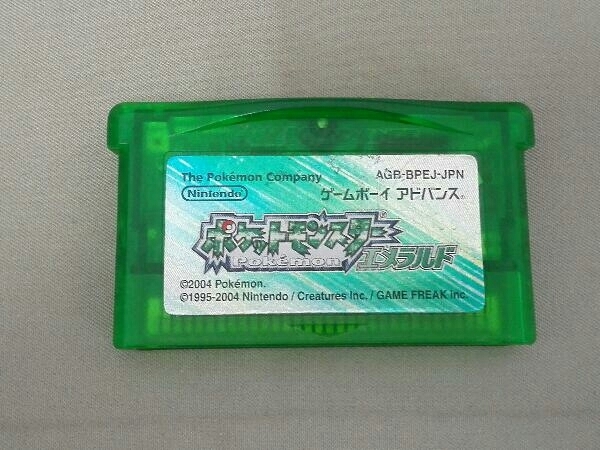 The Pokémon Company
AGB-BPEJ-JPN
Nintendo
ゲームボーイ アドバンス®
ポケットモンスター
Pokémon
エメラルド
©2004 Pokémon.
©1995-2004 Nintendo / Creatures inc. / GAME FREAK inc.